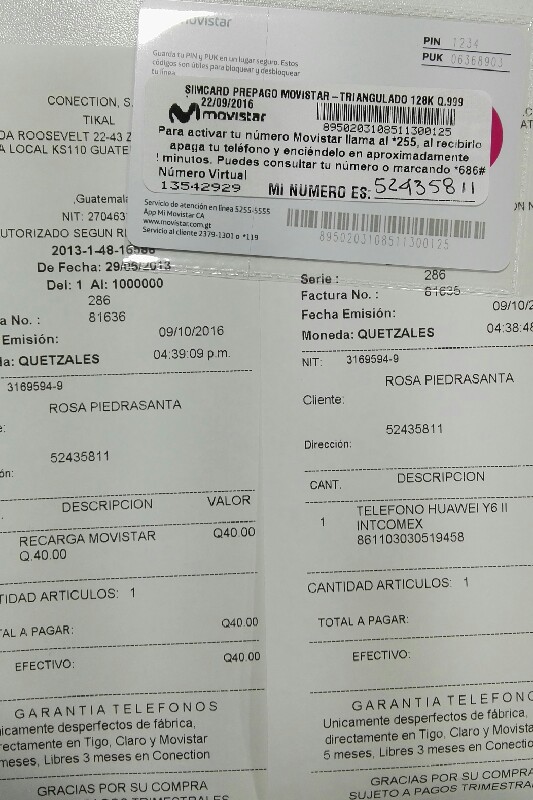 movistar
PIN 1234
PUK 06368903
Guarda tu PIN y PUK en un lugar seguro. Estos
códigos son útiles para bloquear y desbloquear
tu línea.
SIIMCARD PREPAGO MOVISTAR-TRIANGULADO 128K Q.999
22/09/2016
movistar
8950203108511300125
Para activar tu número Movistar llama al *255, al recibirlo
apaga tu teléfono y enciéndelo en aproximadamente
! minutos. Puedes consultar tu número o marcando *686#
Número Virtual
13542929
MI NÚMERO ES: 52435811
Servicio de atención en línea 5255-5555
App Mi Movistar CA
www.movistar.com.gt
Servicio al cliente 2379-1301 o *119
8950203108511300125
CONECTION, S.
TIKAL
DA ROOSEVELT 22-43 Z
A LOCAL KS110 GUATE
,Guatemala
NIT: 270463
UTORIZADO SEGUN R
2013-1-48-16986
De Fecha: 29/05/2013
Del: 1 Al: 1000000
286
a No. : 81636
Emisión: 09/10/2016
da: QUETZALES 04:39:09 p.m.
3169594-9
ROSA PIEDRASANTA
e:
52435811
ón:
DESCRIPCION VALOR
RECARGA MOVISTAR Q40.00
Q.40.00
TIDAD ARTICULOS: 1
TAL A PAGAR: Q40.00
EFECTIVO: Q40.00
GARANTIA TELEFONOS
nicamente desperfectos de fábrica,
rectamente en Tigo, Claro y Movistar
meses, Libres 3 meses en Conection
GRACIAS POR SU COMPRA
A PAGOS TRIMESTRALES
Serie : 286
Factura No. : 81635
Fecha Emisión: 09/10/2
Moneda: QUETZALES 04:38:48
NIT: 3169594-9
ROSA PIEDRASANTA
Cliente:
52435811
Dirección:
CANT. DESCRIPCION
1 TELEFONO HUAWEI Y6 II
INTCOMEX
861103030519458
CANTIDAD ARTICULOS: 1
TOTAL A PAGAR:
EFECTIVO:
GARANTIA TELEFONO
Unicamente desperfectos de fábrica,
directamente en Tigo, Claro y Movis
5 meses, Libres 3 meses en Conectio
GRACIAS POR SU COMPRA
SUJETO A PAGOS TRIMESTRALE